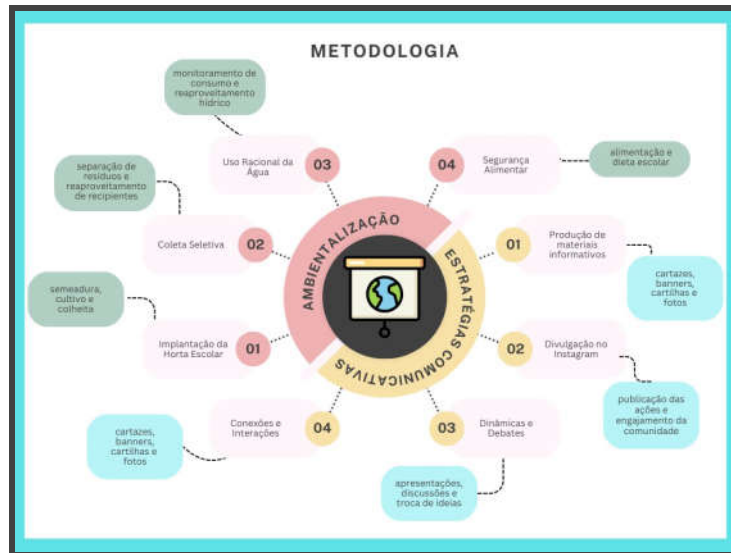 METODOLOGIA
monitoramento de
consumo e
reaproveitamento
hídrico
Uso Racional da
Água
03
separação de
resíduos e
reaproveitamento
de recipientes
Coleta Seletiva
02
semeadura,
cultivo e
colheita
Implantação da
Horta Escolar
01
AMBIENTALIZAÇÃO
04
Segurança
Alimentar
alimentação e
dieta escolar
01
Produção de
materiais
informativos
cartazes,
banners,
cartilhas e
fotos
02
Divulgação no
Instagram
publicação das
ações e
engajamento da
comunidade
03
Dinâmicas e
Debates
apresentações,
discussões e
troca de ideias
Conexões e
Interações
04
cartazes,
banners,
cartilhas e
fotos
ESTRATÉGIAS COMUNICATIVAS